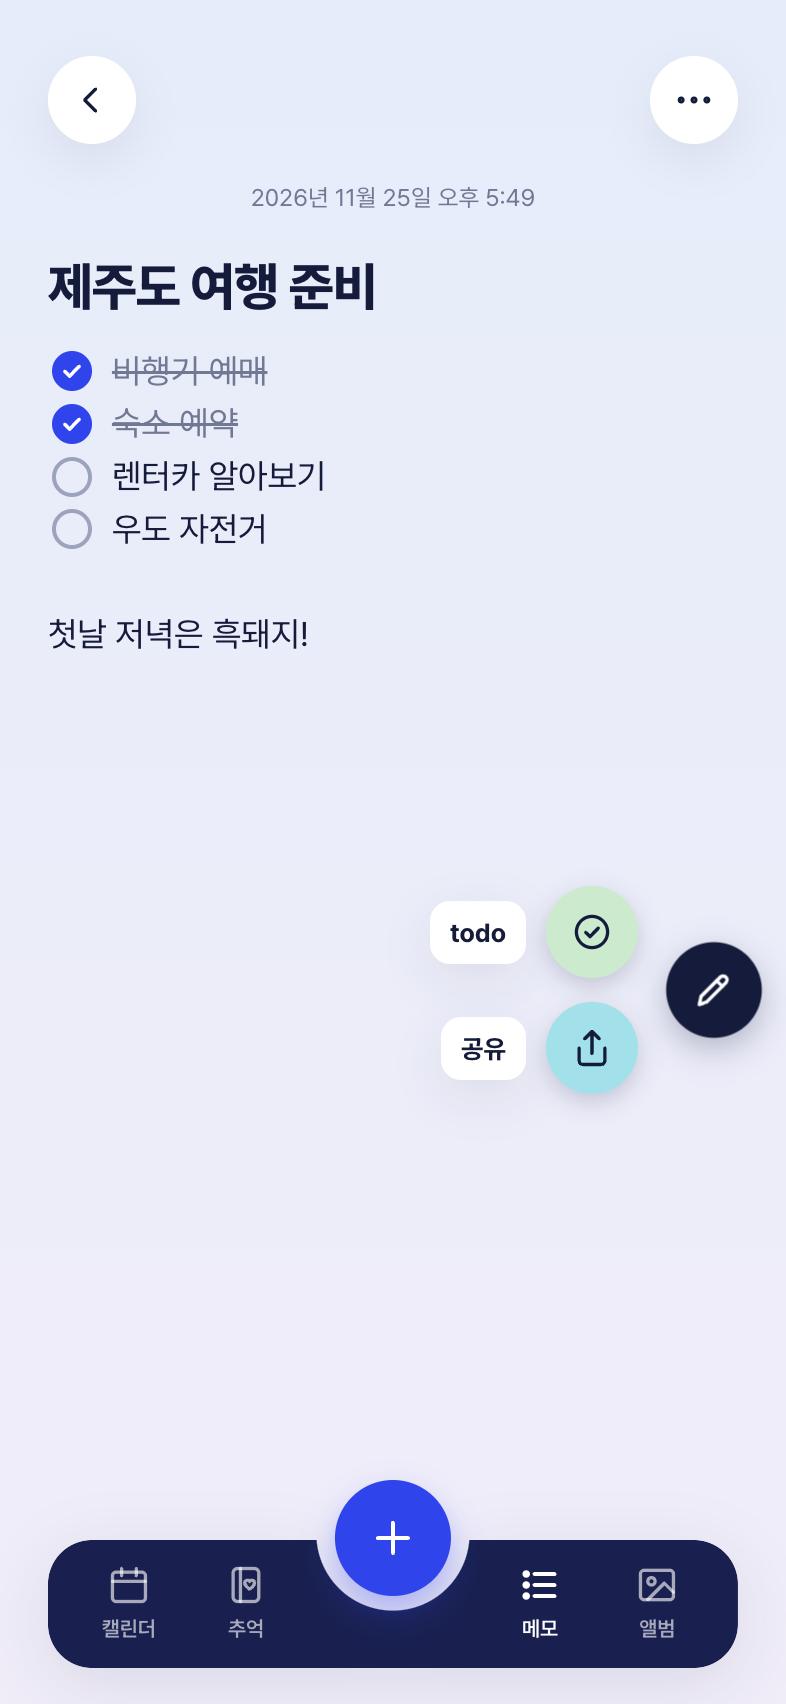 2026년 11월 25일 오후 5:49
제주도 여행 준비
비행기 예매
숙소 예약
렌터카 알아보기
우도 자전거
첫날 저녁은 흑돼지!
todo
공유
캘린더
추억
메모
앨범